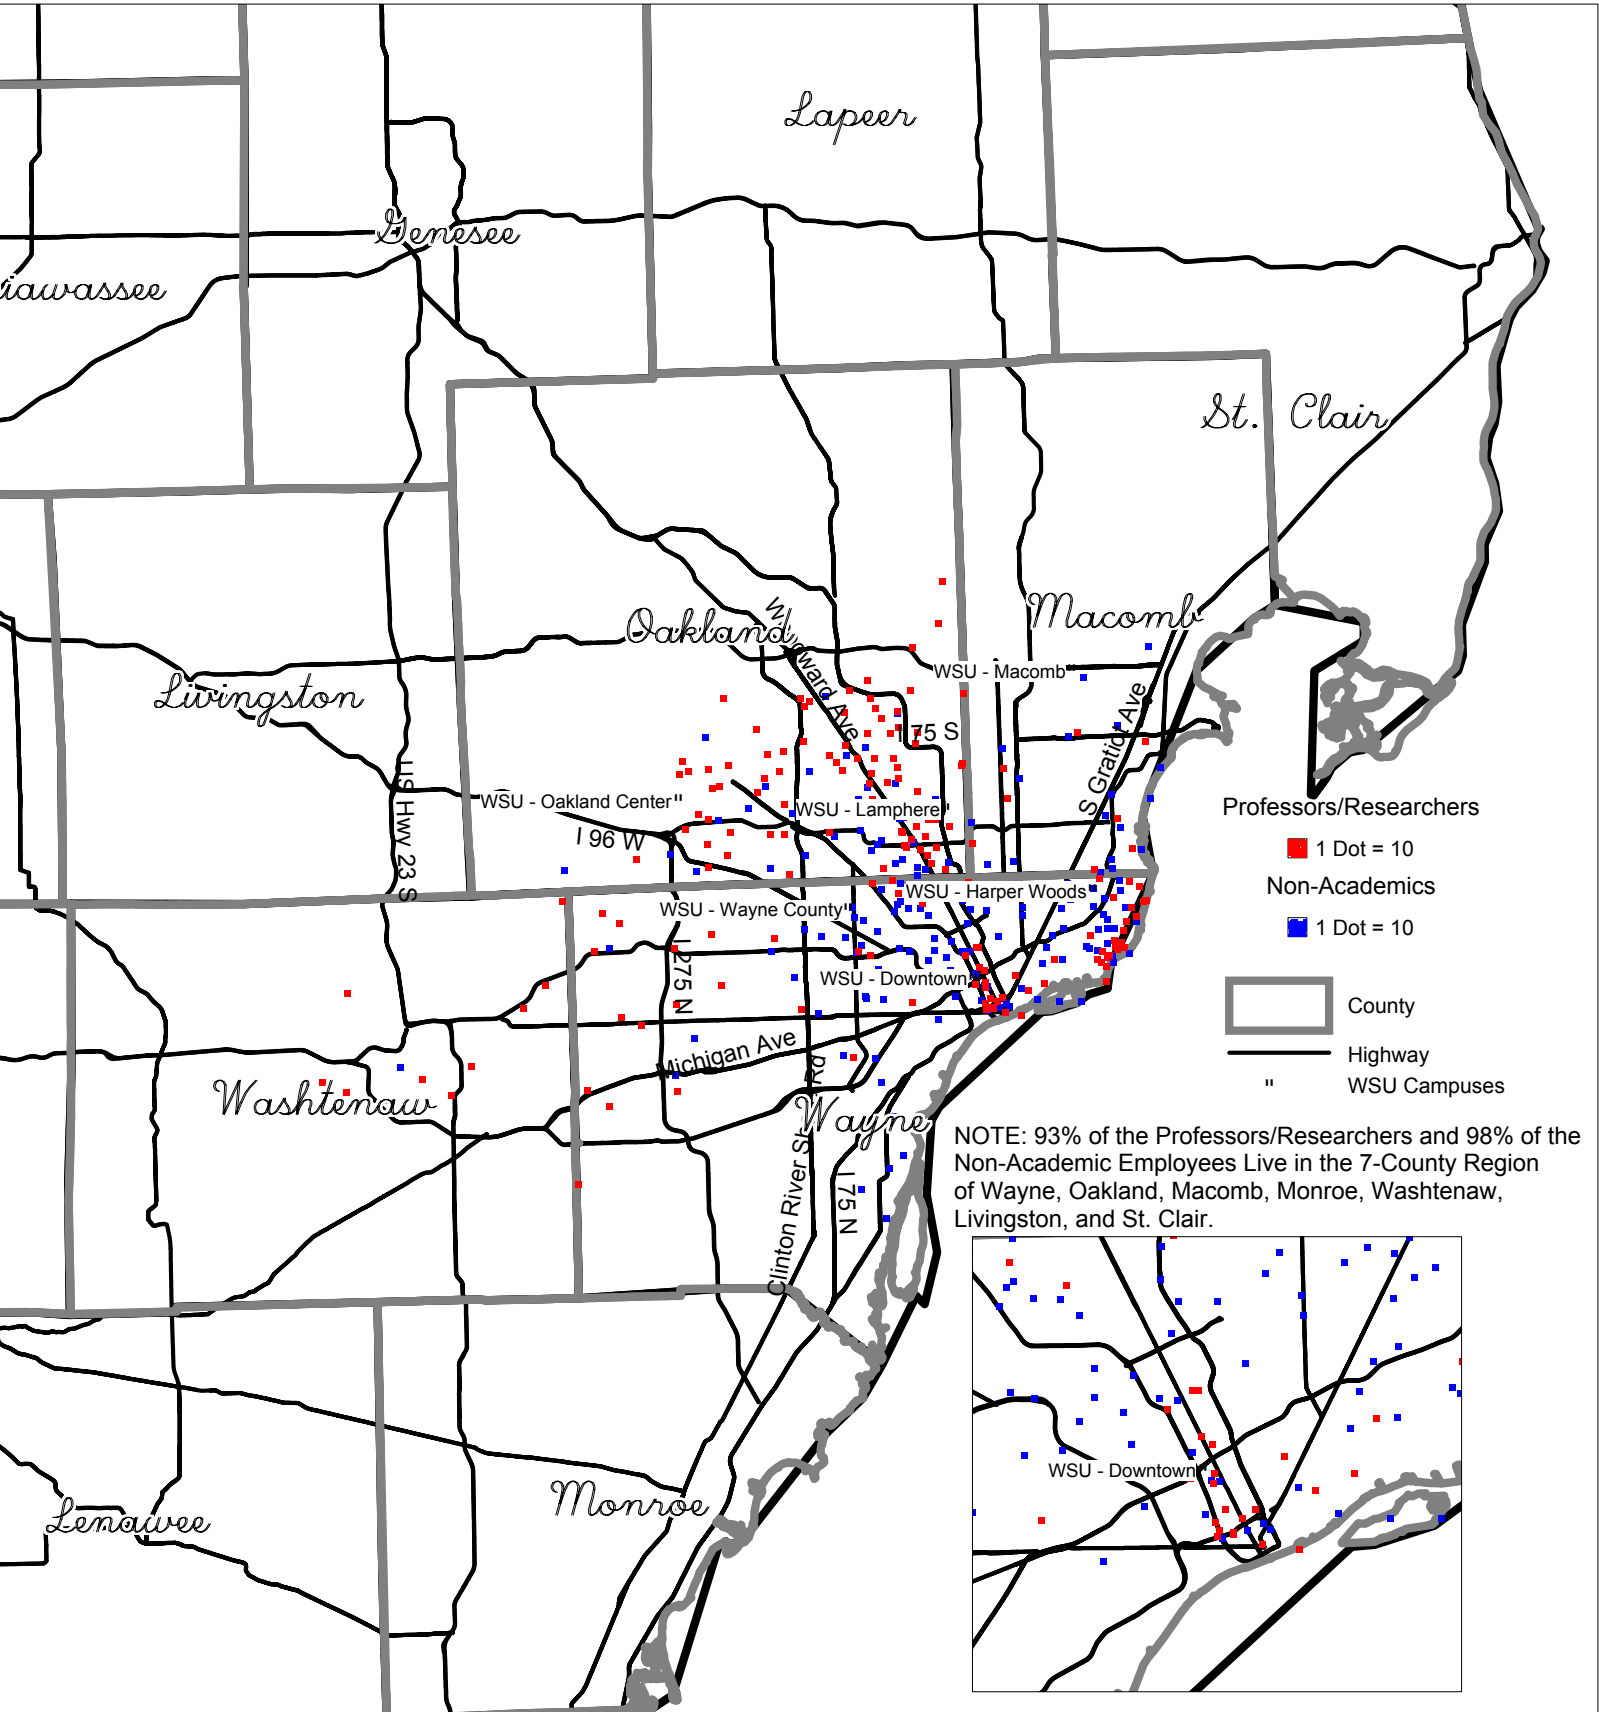 Lapeer
Genesee
iawassee
St. Clair
Macomb
Oakland
Woodward Ave
WSU - Macomb"
Livingston
S Gratiot Ave
I 75 S
US Hwy 23 S
WSU - Oakland Center"
WSU - Lamphere"
Professors/Researchers
I 96 W
1 Dot = 10
Non-Academics
WSU - Harper Woods"
WSU - Wayne County"
1 Dot = 10
I 275 N
WSU - Downtown"
County
Michigan Ave
Highway
" WSU Campuses
Washtenaw
Wayne
NOTE: 93% of the Professors/Researchers and 98% of the
Non-Academic Employees Live in the 7-County Region
of Wayne, Oakland, Macomb, Monroe, Washtenaw,
Livingston, and St. Clair.
I 75 N
Clinton River
Rd
WSU - Downtown"
Monroe
Lenawee